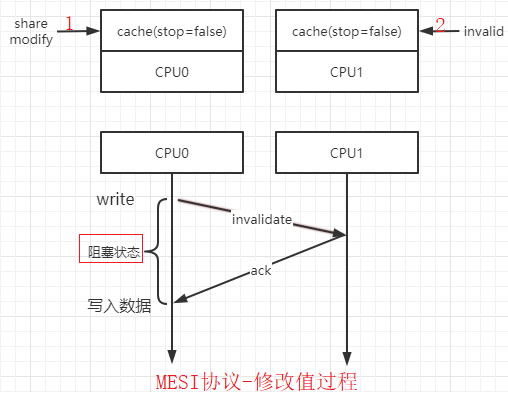 share
modify
1
cache(stop=false)
CPU0
cache(stop=false)
CPU1
2
invalid
CPU0
CPU1
write
invalidate
阻塞状态
ack
写入数据
MESI协议-修改值过程